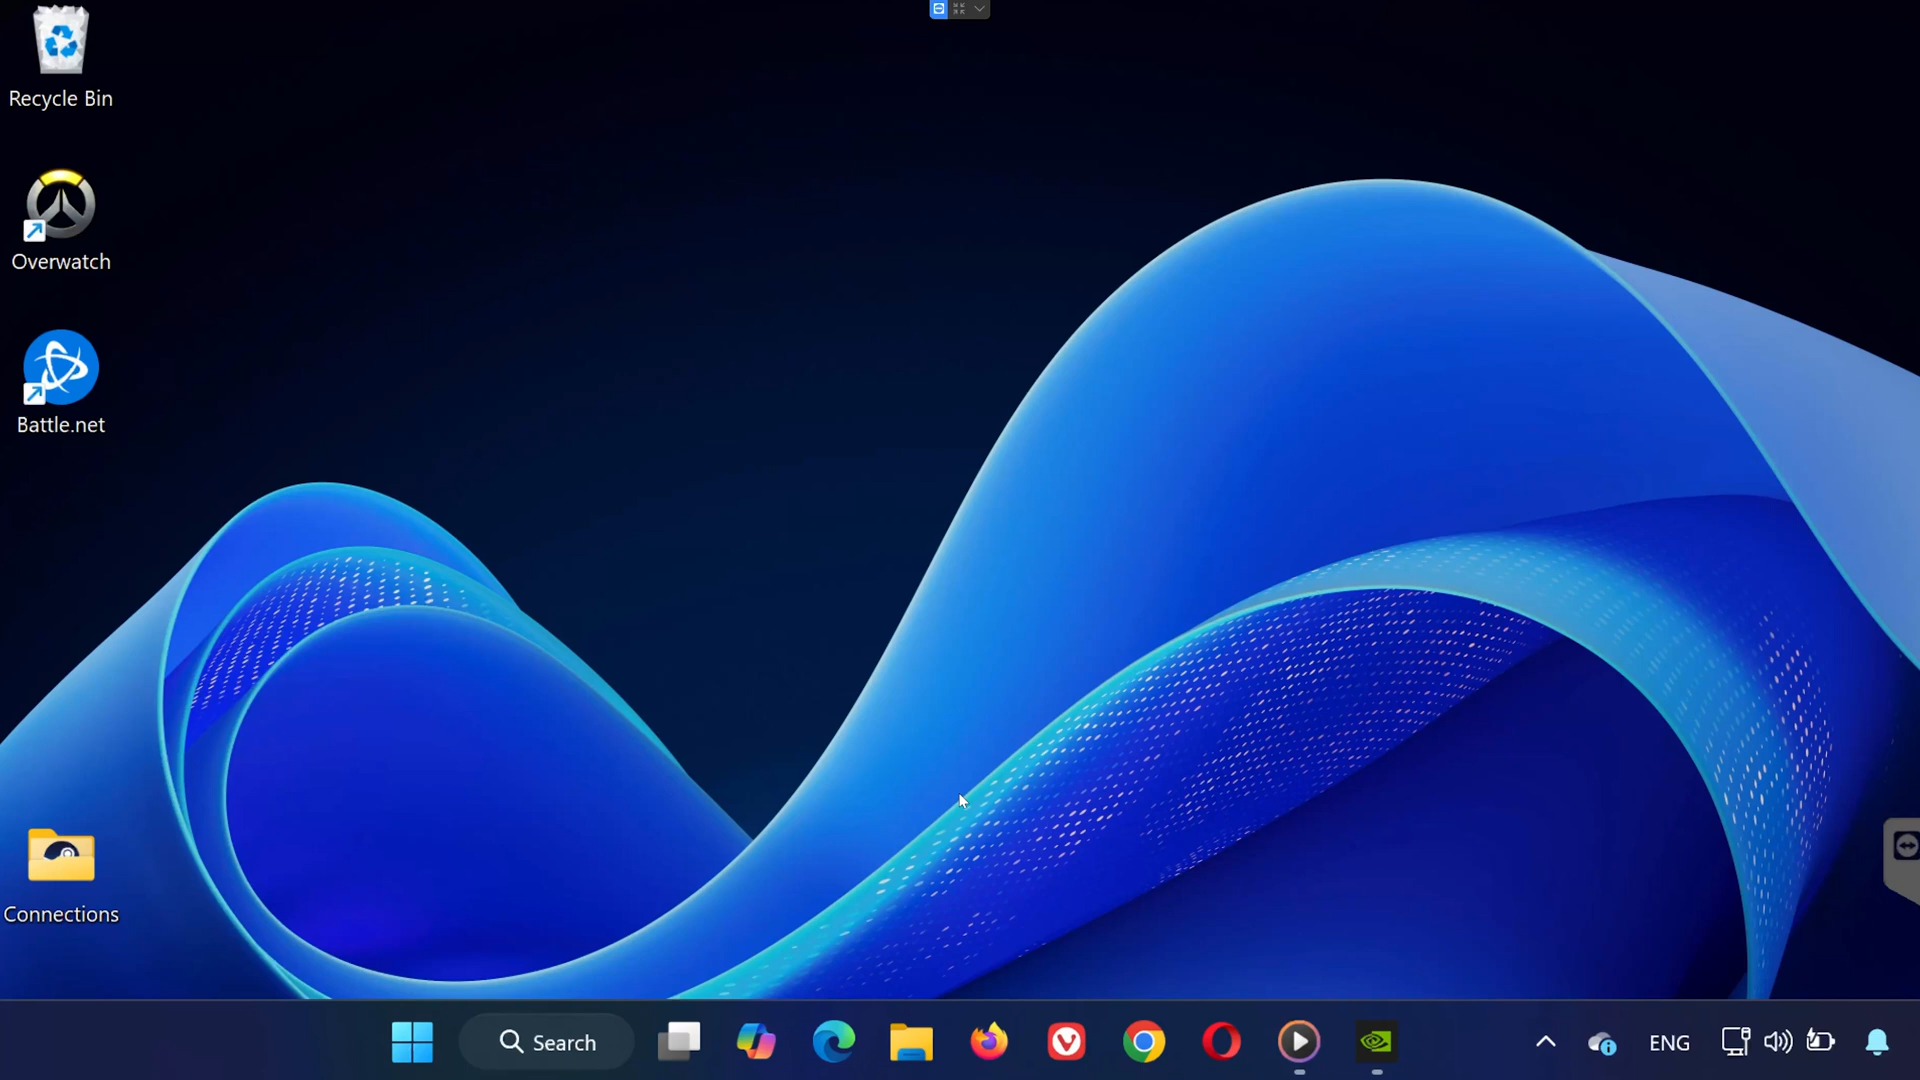 Recycle Bin
Overwatch
Battle.net
Connections
Search
ENG